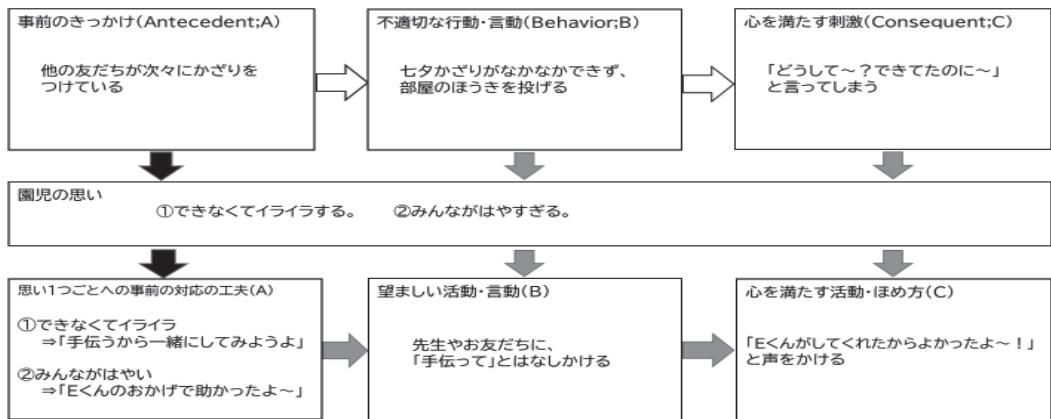 事前のきっかけ(Antecedent;A)
他の友だちが次々にかざりを
つけている
不適切な行動・言動(Behavior;B)
七夕かざりがなかなかできず、
部屋のほうきを投げる
心を満たす刺激(Consequent;C)
「どうして～？できてたのに～」
と言ってしまう
園児の思い
①できなくてイライラする。 ②みんながはやすぎる。
思い1つごとへの事前の対応の工夫(A)
①できなくてイライラ
⇒「手伝うから一緒にしてみようよ」
②みんながはやい
⇒「Eくんのおかげで助かったよ～」
望ましい活動・言動(B)
先生やお友だちに、
「手伝って」とはなしかける
心を満たす活動・ほめ方(C)
「Eくんがしてくれたからよかったよ～！」
と声をかける